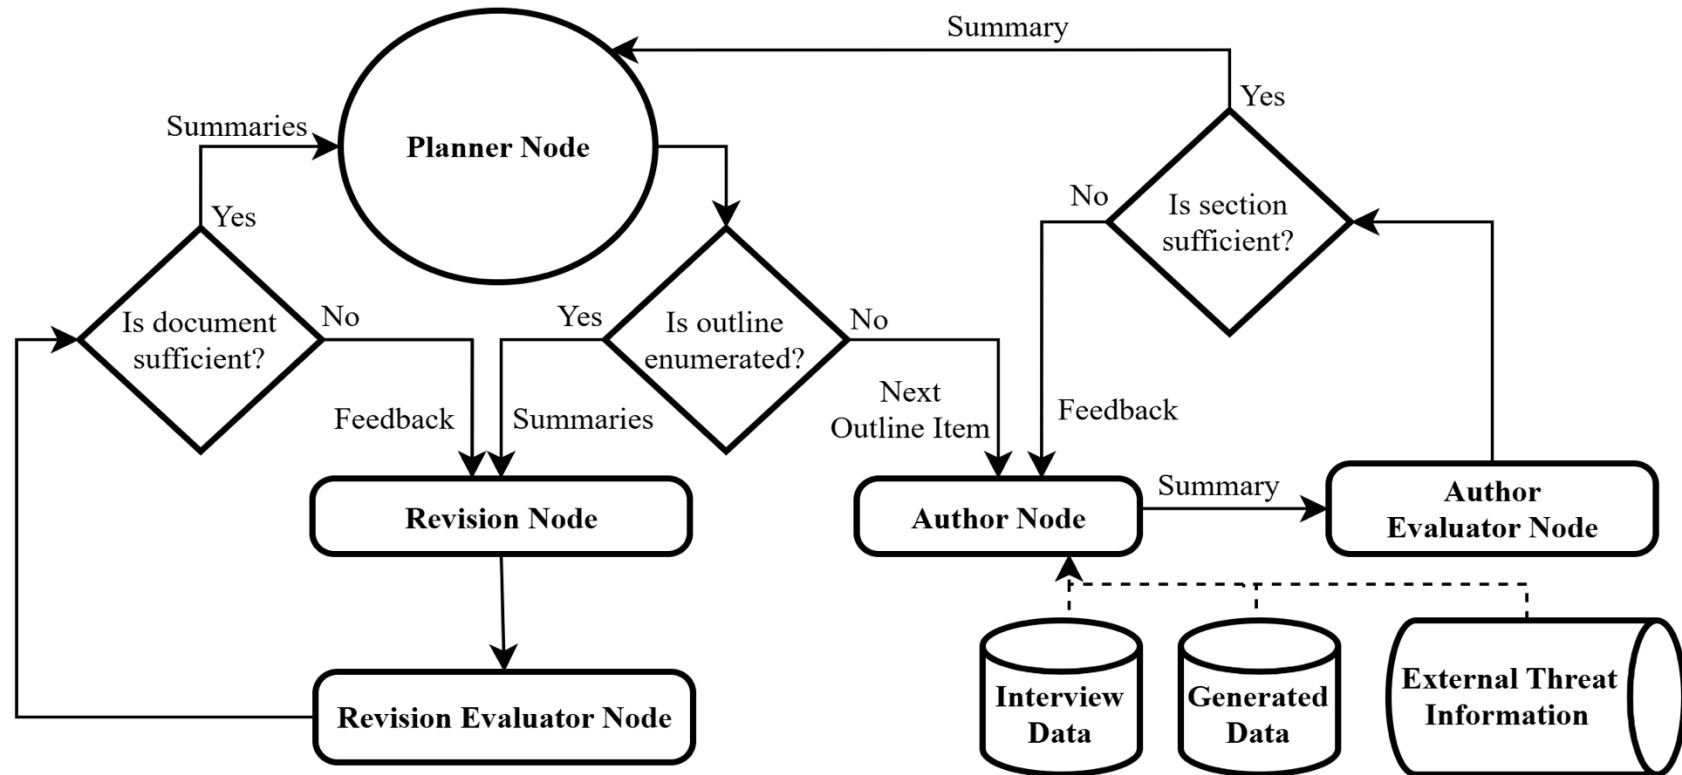 Summary
Yes
Summaries
Planner Node
No
Is section
sufficient?
Yes
Is document
sufficient?
No
Yes
Is outline
enumerated?
No
Feedback
Summaries
Next
Outline Item
Feedback
Revision Node
Author Node
Summary
Author
Evaluator Node
Revision Evaluator Node
Interview
Data
Generated
Data
External Threat
Information